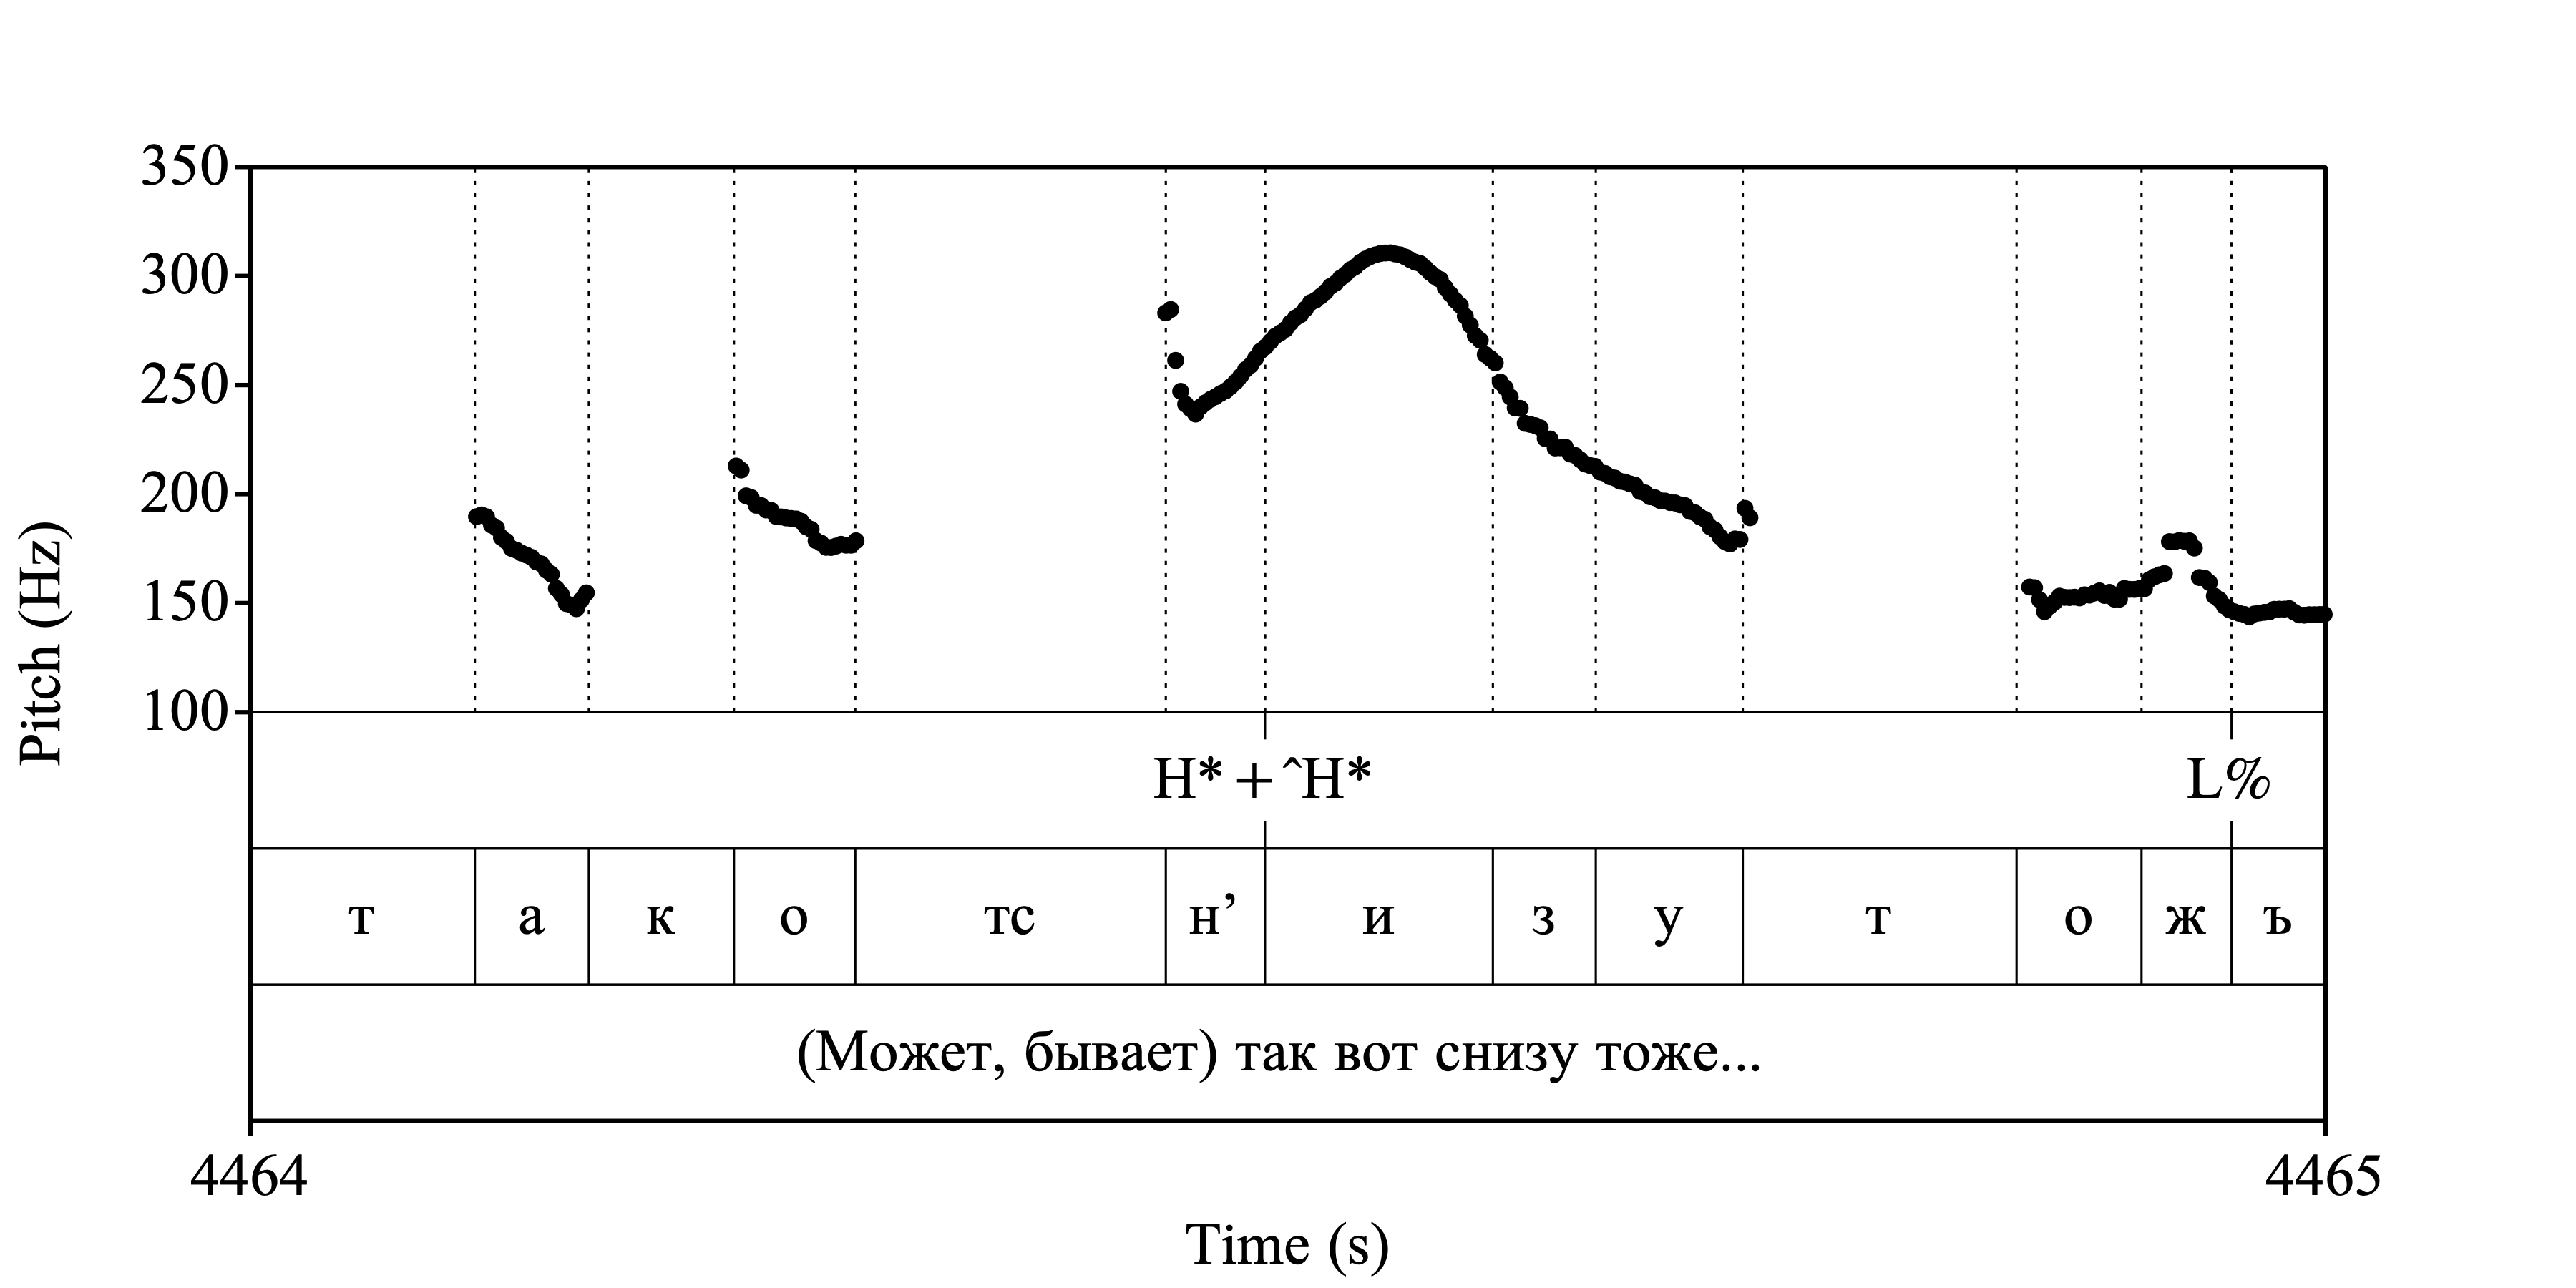 350
300
250
200
150
100
Pitch (Hz)
H* + ^H* L%
т а к о тс н’ и з у т о ж ъ
(Может, бывает) так вот снизу тоже...
4464 4465
Time (s)